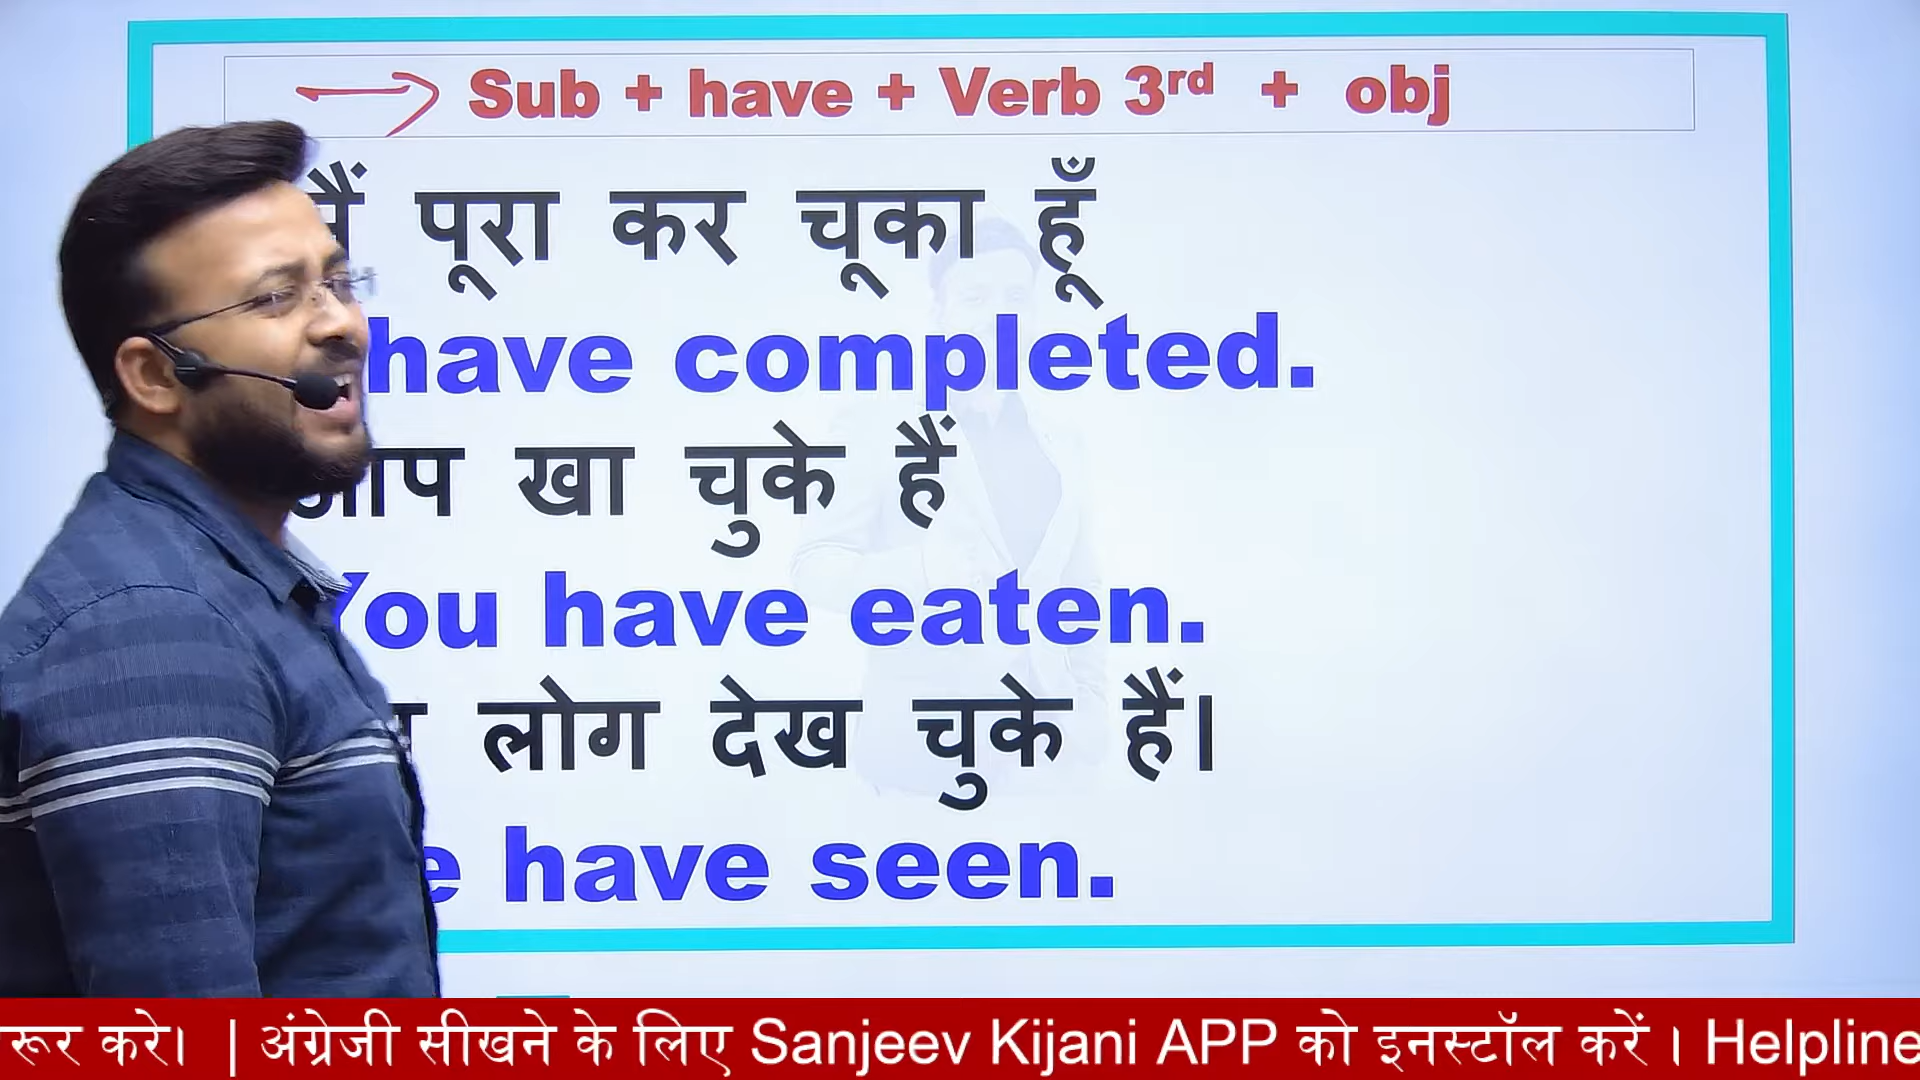 Sub + have + Verb 3rd + obj
मैं पूरा कर चूका हूँ
have completed.
आप खा चुके हैं
You have eaten.
लोग देख चुके हैं।
have seen.
करे। | अंग्रेजी सीखने के लिए Sanjeev Kijani APP को इनस्टॉल करें । Helpline